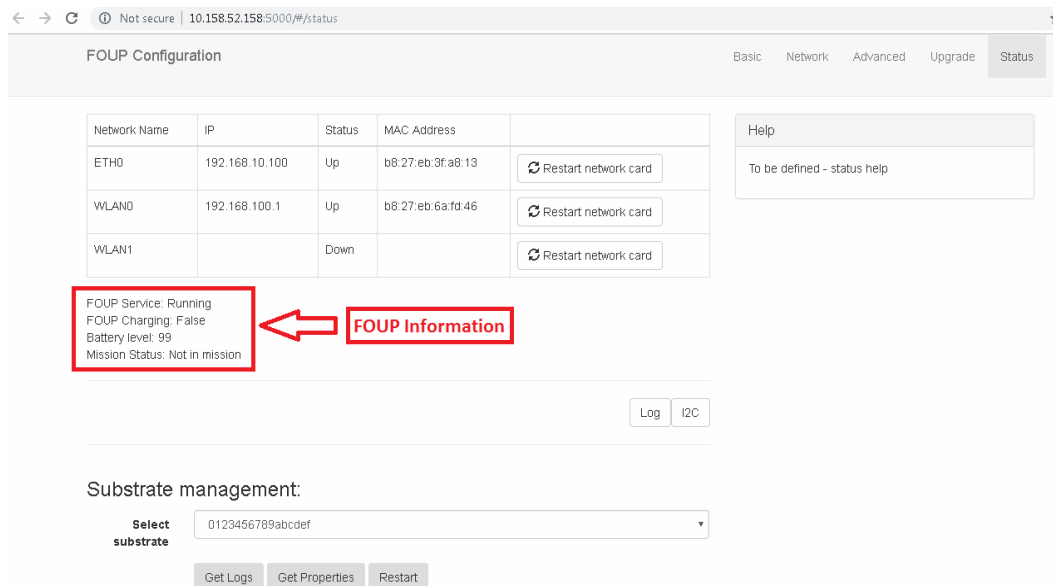 Not secure | 10.158.52.158:5000/#/status
FOUP Configuration
Basic Network Advanced Upgrade Status
Network Name IP Status MAC Address
ETH0 192.168.10.100 Up b8:27:eb:3f:a8:13 Restart network card
WLAN0 192.168.100.1 Up b8:27:eb:6a:fd:46 Restart network card
WLAN1 Down Restart network card
Help
To be defined - status help
FOUP Service: Running
FOUP Charging: False
Battery level: 99
Mission Status: Not in mission
FOUP Information
Log I2C
Substrate management:
Select substrate 0123456789abcdef
Get Logs Get Properties Restart